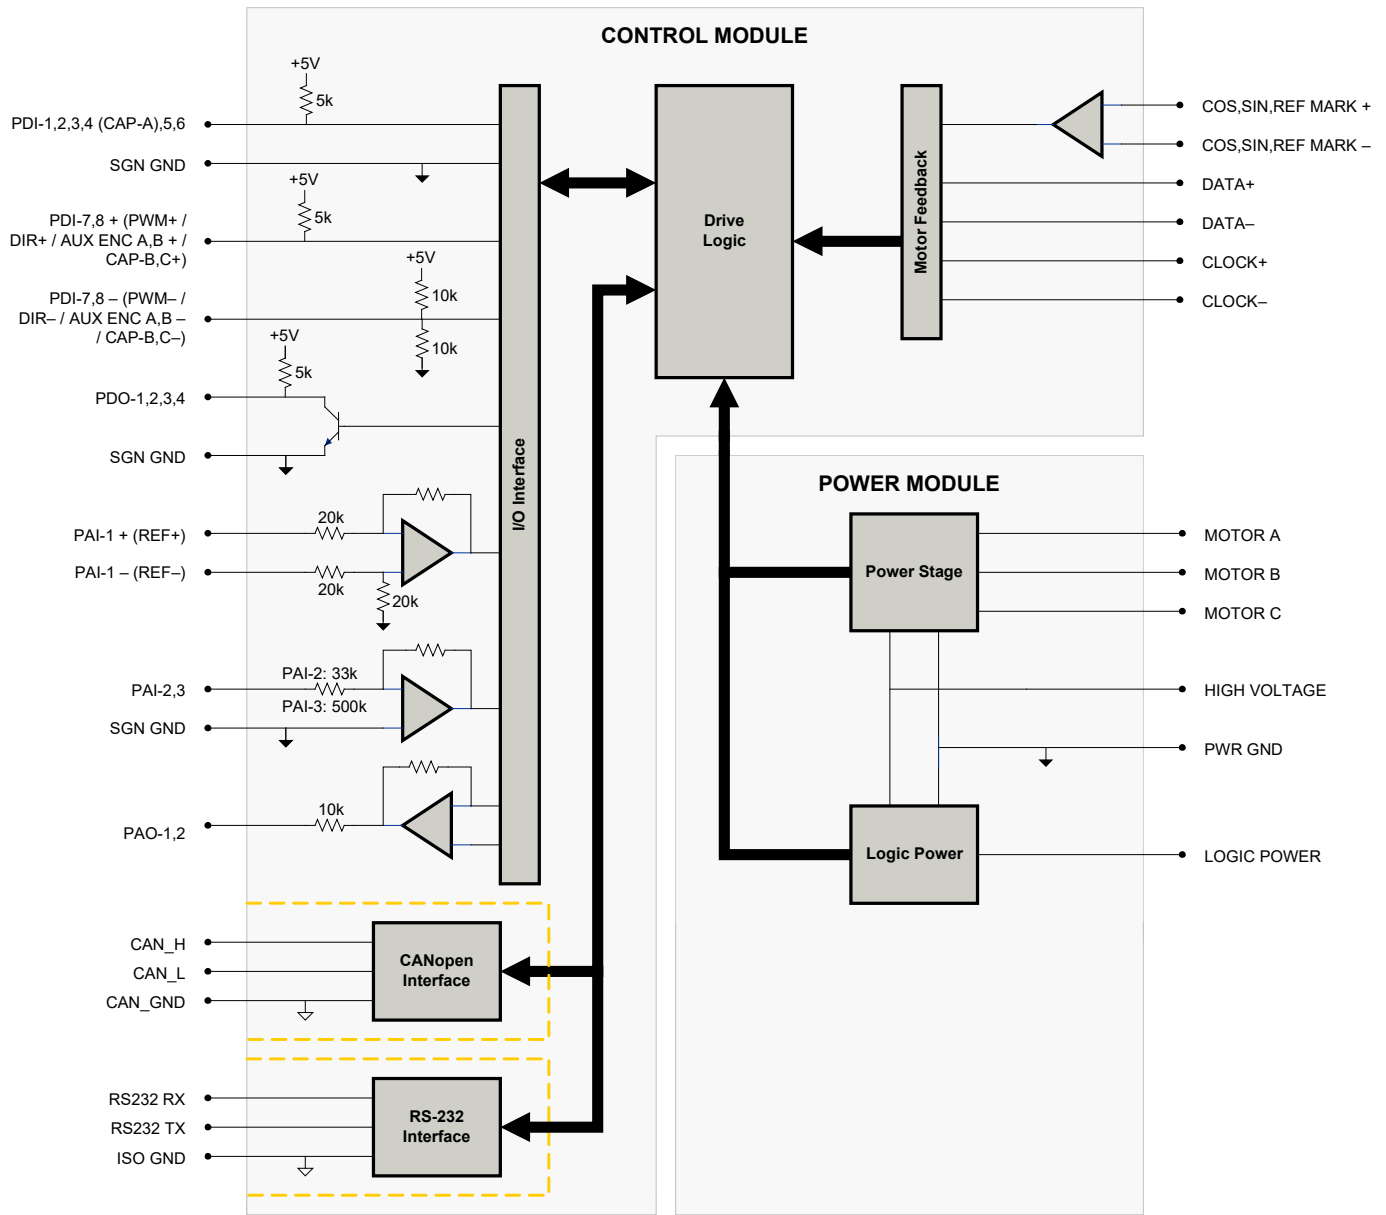 CONTROL MODULE
+5V
5k
PDI-1,2,3,4 (CAP-A),5,6
SGN GND
+5V
5k
PDI-7,8 + (PWM+ /
DIR+ / AUX ENC A,B + /
CAP-B,C+)
+5V
10k
PDI-7,8 – (PWM– /
DIR– / AUX ENC A,B –
/ CAP-B,C–)
10k
+5V
5k
PDO-1,2,3,4
SGN GND
20k
PAI-1 + (REF+)
PAI-1 – (REF–)
20k
20k
PAI-2: 33k
PAI-2,3
PAI-3: 500k
SGN GND
10k
PAO-1,2
I/O Interface
CAN_H
CAN_L
CAN_GND
CANopen
Interface
RS232 RX
RS232 TX
ISO GND
RS-232
Interface
Drive
Logic
Motor Feedback
COS,SIN,REF MARK +
COS,SIN,REF MARK –
DATA+
DATA–
CLOCK+
CLOCK–
POWER MODULE
Power Stage
MOTOR A
MOTOR B
MOTOR C
HIGH VOLTAGE
PWR GND
Logic Power
LOGIC POWER